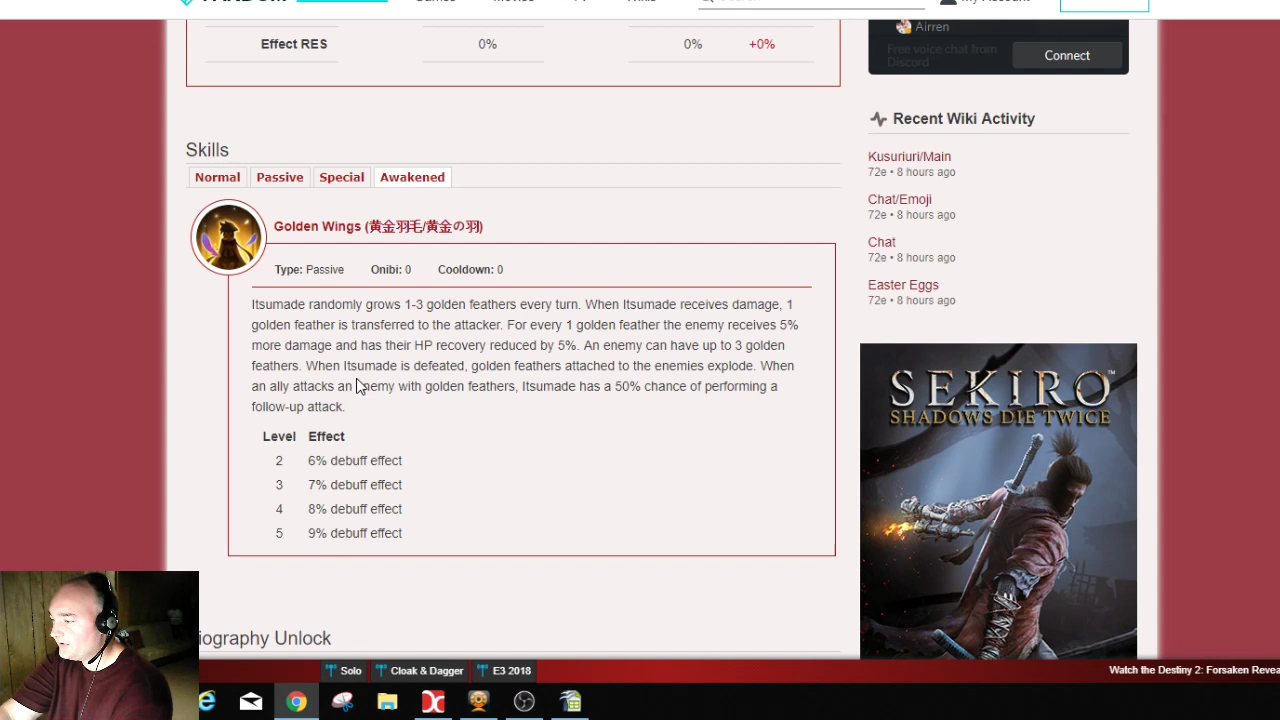 Airren
Free voice chat from
Discord
Connect
Effect RES 0% 0% +0%
Recent Wiki Activity
Kusuriuri/Main
72e • 8 hours ago
Chat/Emoji
72e • 8 hours ago
Chat
72e • 8 hours ago
Easter Eggs
72e • 8 hours ago
Skills
Normal Passive Special Awakened
Golden Wings (黄金羽毛/黄金の羽)
Type: Passive Onibi: 0 Cooldown: 0
Itsumade randomly grows 1-3 golden feathers every turn. When Itsumade receives damage, 1
golden feather is transferred to the attacker. For every 1 golden feather the enemy receives 5%
more damage and has their HP recovery reduced by 5%. An enemy can have up to 3 golden
feathers. When Itsumade is defeated, golden feathers attached to the enemies explode. When
an ally attacks an enemy with golden feathers, Itsumade has a 50% chance of performing a
follow-up attack.
Level Effect
2 6% debuff effect
3 7% debuff effect
4 8% debuff effect
5 9% debuff effect
SEKIRO™
SHADOWS DIE TWICE
iography Unlock
Solo Cloak & Dagger E3 2018
Watch the Destiny 2: Forsaken Revea